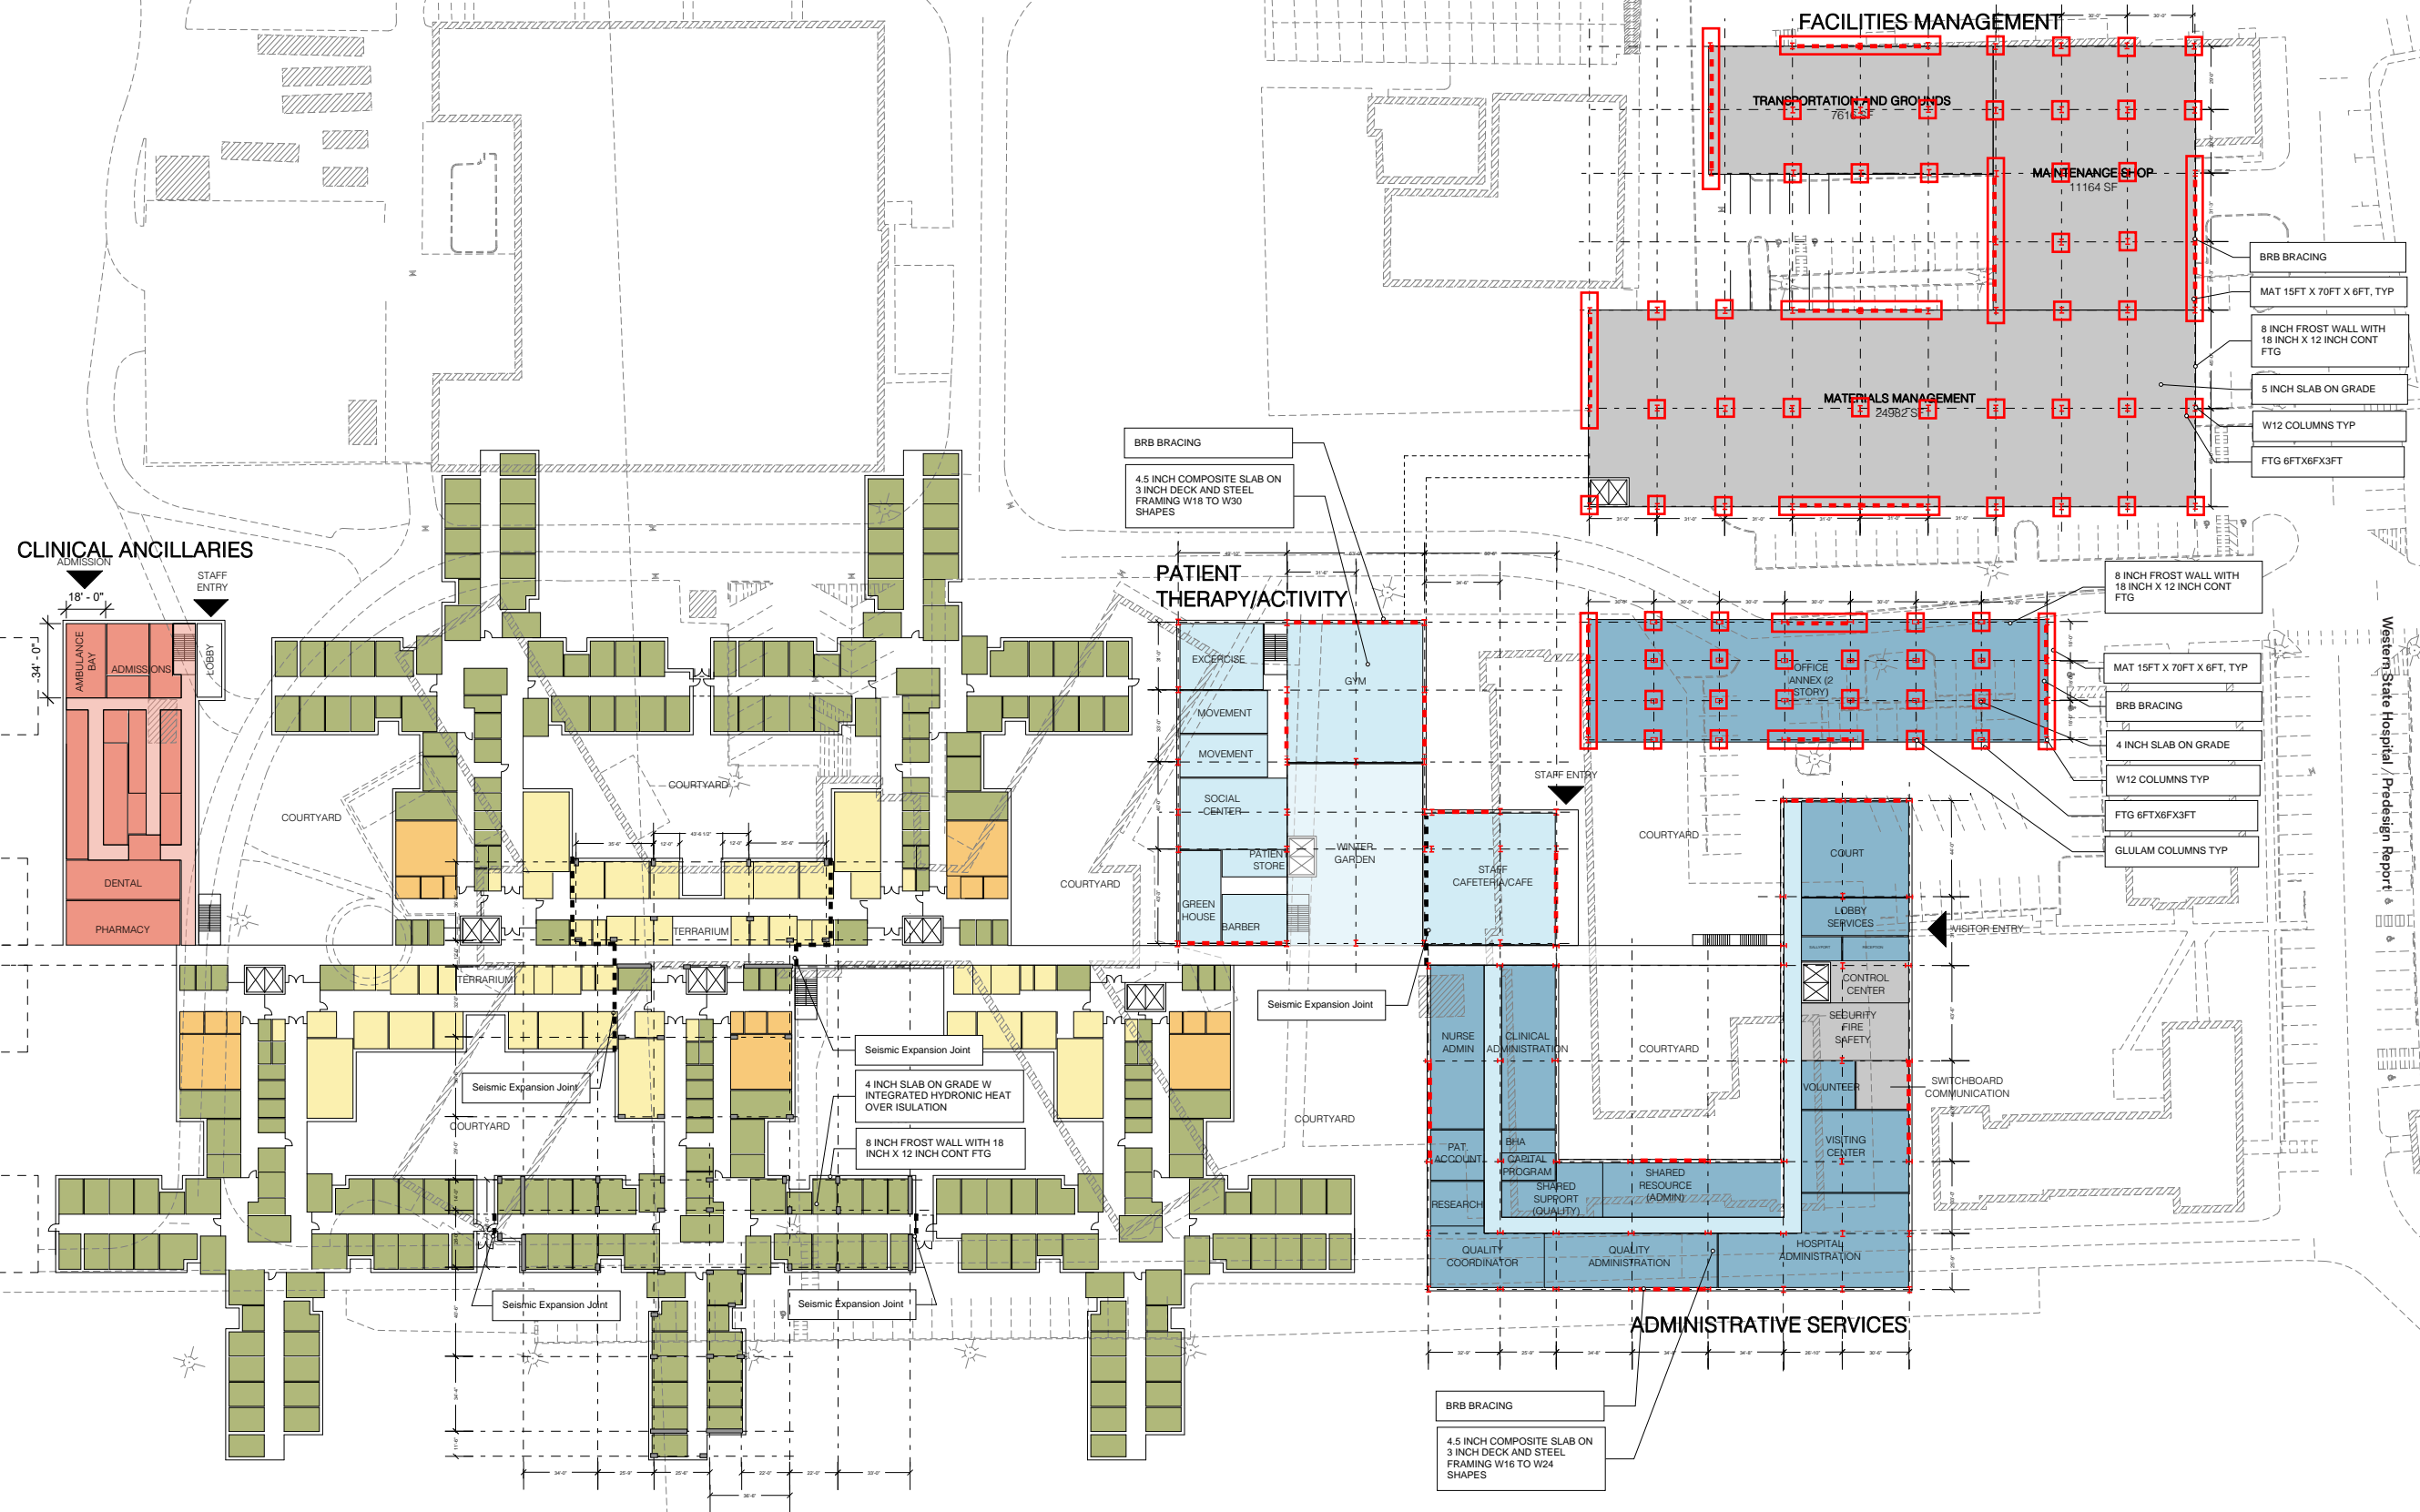 FACILITIES MANAGEMENT
TRANSPORTATION AND GROUNDS
7616 SF
MAINTENANCE SHOP
11164 SF
BRB BRACING
MAT 15FT X 70FT X 6FT, TYP
8 INCH FROST WALL WITH
18 INCH X 12 INCH CONT
FTG
5 INCH SLAB ON GRADE
W12 COLUMNS TYP
FTG 6FTX6FX3FT
MATERIALS MANAGEMENT
24982 SF
BRB BRACING
4.5 INCH COMPOSITE SLAB ON
3 INCH DECK AND STEEL
FRAMING W18 TO W30
SHAPES
CLINICAL ANCILLARIES
ADMISSION
STAFF
ENTRY
18' - 0"
34' - 0"
AMBULANCE
BAY
ADMISSIONS
LOBBY
DENTAL
PHARMACY
COURTYARD
COURTYARD
COURTYARD
TERRARIUM
TERRARIUM
COURTYARD
COURTYARD
Seismic Expansion Joint
Seismic Expansion Joint
4 INCH SLAB ON GRADE W
INTEGRATED HYDRONIC HEAT
OVER ISULATION
8 INCH FROST WALL WITH 18
INCH X 12 INCH CONT FTG
Seismic Expansion Joint
Seismic Expansion Joint
PATIENT
THERAPY/ACTIVITY
EXCERCISE
MOVEMENT
MOVEMENT
SOCIAL
CENTER
PATIENT
STORE
GREEN
HOUSE
BARBER
GYM
WINTER
GARDEN
STAFF ENTRY
STAFF
CAFETERIA/CAFE
Seismic Expansion Joint
OFFICE
ANNEX (2
STORY)
8 INCH FROST WALL WITH
18 INCH X 12 INCH CONT
FTG
MAT 15FT X 70FT X 6FT, TYP
BRB BRACING
4 INCH SLAB ON GRADE
W12 COLUMNS TYP
FTG 6FTX6FX3FT
GLULAM COLUMNS TYP
COURTYARD
COURT
LOBBY
SERVICES
VISITOR ENTRY
CONTROL
CENTER
SECURITY
FIRE
SAFETY
VOLUNTEER
SWITCHBOARD
COMMUNICATION
VISITING
CENTER
NURSE
ADMIN
CLINICAL
ADMINISTRATION
COURTYARD
PAT.
ACCOUNT
BHA
CAPITAL
PROGRAM
RESEARCH
SHARED
SUPPORT
(QUALITY)
SHARED
RESOURCE
(ADMIN)
QUALITY
COORDINATOR
QUALITY
ADMINISTRATION
HOSPITAL
ADMINISTRATION
ADMINISTRATIVE SERVICES
BRB BRACING
4.5 INCH COMPOSITE SLAB ON
3 INCH DECK AND STEEL
FRAMING W16 TO W24
SHAPES
Western State Hospital / Predesign Report